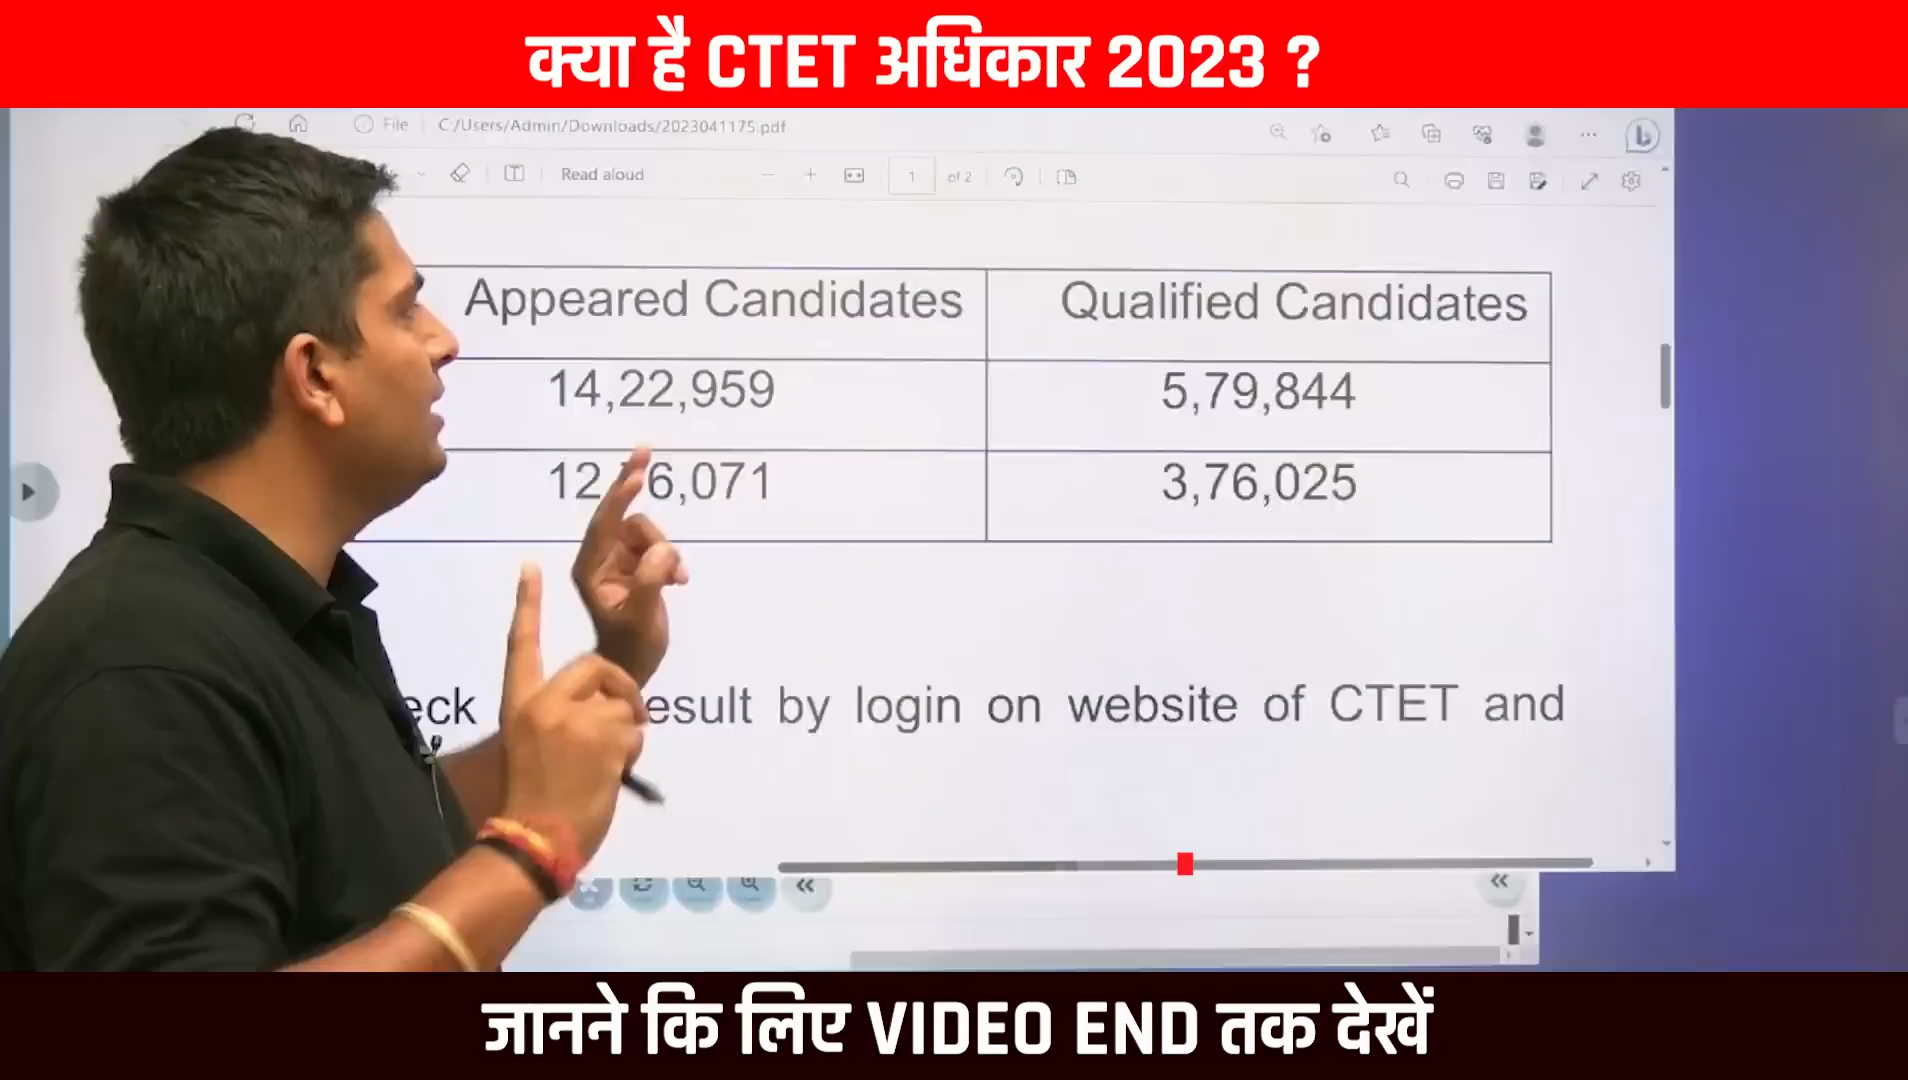 क्या है CTET अधिकार 2023 ?
File C:/Users/Admin/Downloads/2023041175.pdf
Read aloud 1 of 2
Appeared Candidates Qualified Candidates
14,22,959 5,79,844
3,76,025
by login on website of CTET and
जानने कि लिए VIDEO END तक देखें